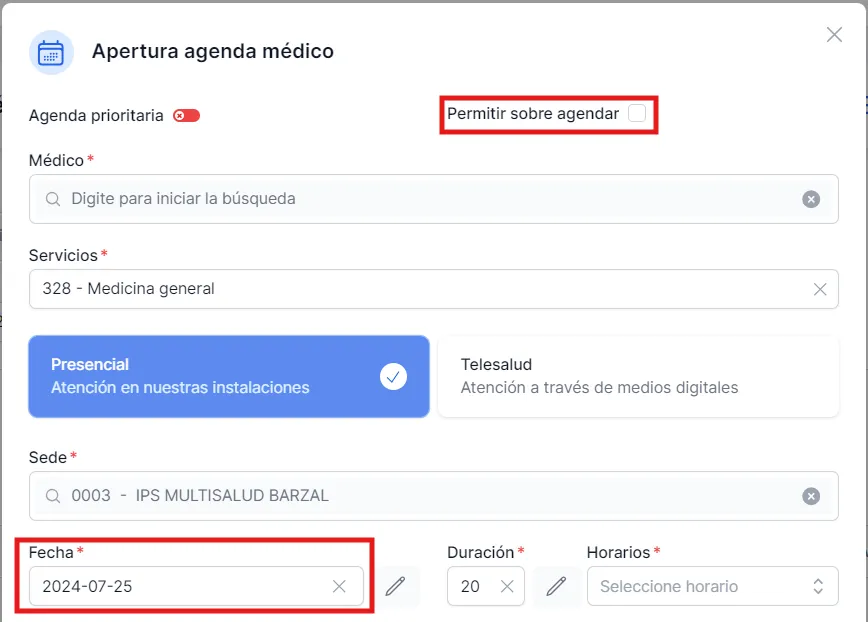 Apertura agenda médico
Agenda prioritaria
Permitir sobre agendar
Médico*
Digite para iniciar la búsqueda
Servicios*
328 - Medicina general
Presencial
Atención en nuestras instalaciones
Telesalud
Atención a través de medios digitales
Sede*
0003 - IPS MULTISALUD BARZAL
Fecha*
2024-07-25
Duración*
20
Horarios*
Seleccione horario